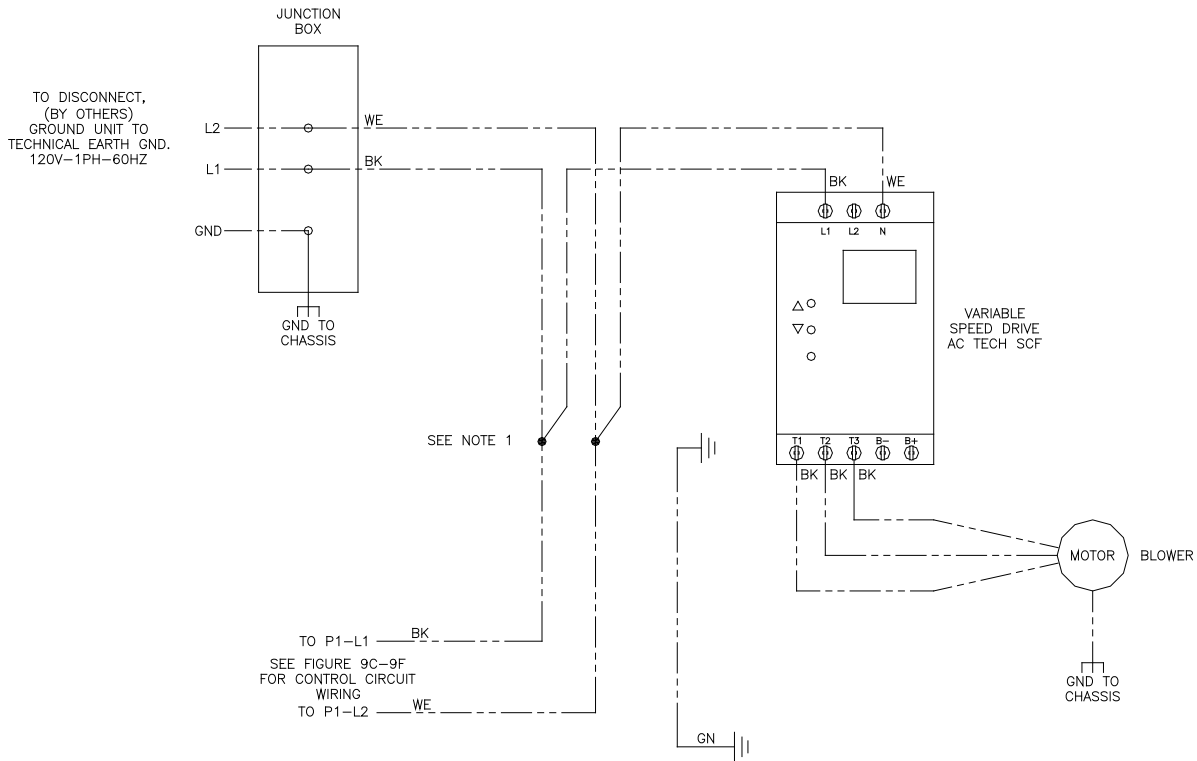 JUNCTION
BOX
TO DISCONNECT,
(BY OTHERS)
GROUND UNIT TO
TECHNICAL EARTH GND.
120V-1PH-60HZ
L2
WE
L1
BK
GND
GND TO
CHASSIS
BK
WE
L1
L2
N
VARIABLE
SPEED DRIVE
AC TECH SCF
SEE NOTE 1
T1
T2
T3
B-
B+
BK
BK
BK
MOTOR
BLOWER
GND TO
CHASSIS
TO P1-L1
BK
SEE FIGURE 9C-9F
FOR CONTROL CIRCUIT
WIRING
TO P1-L2
WE
GN